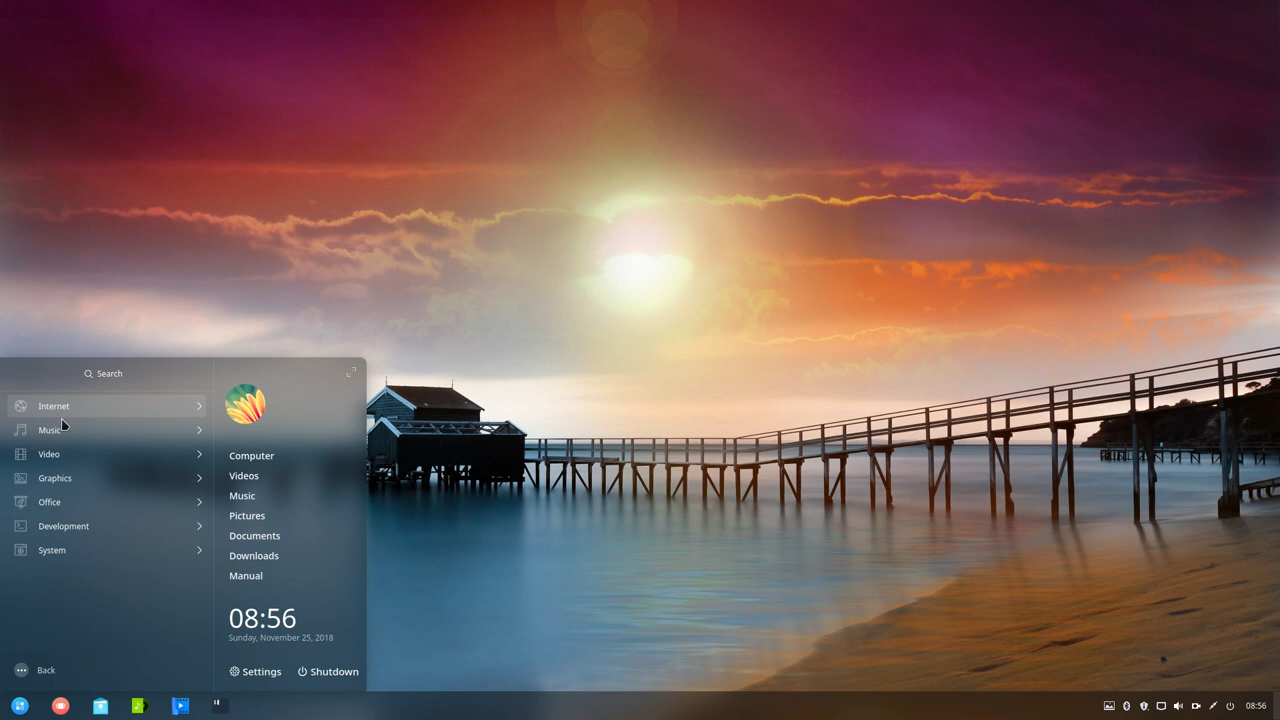 Search
Internet
Music
Video
Graphics
Office
Development
System
Back
Computer
Videos
Music
Pictures
Documents
Downloads
Manual
08:56
Sunday, November 25, 2018
Settings
Shutdown
08:56